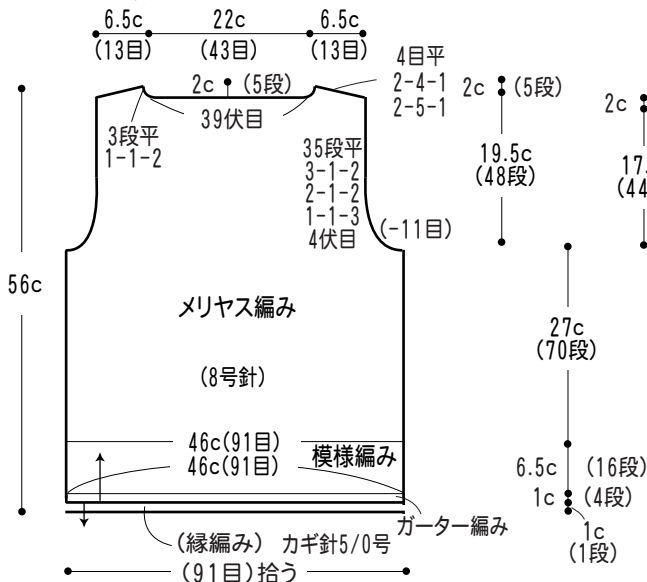 6.5c 22c 6.5c
(13目) (43目) (13目)
2c (5段)
39伏目
4目平
2-4-1
2-5-1
3段平
1-1-2
35段平
3-1-2
2-1-2
1-1-3
4伏目
(-11目)
2c (5段)
19.5c
(48段)
2c
17.
(44
56c
メリヤス編み
(8号針)
27c
(70段)
46c(91目)
46c(91目)
模様編み
6.5c (16段)
1c (4段)
1c
(1段)
ガーター編み
(縁編み) カギ針5/0号
(91目)拾う